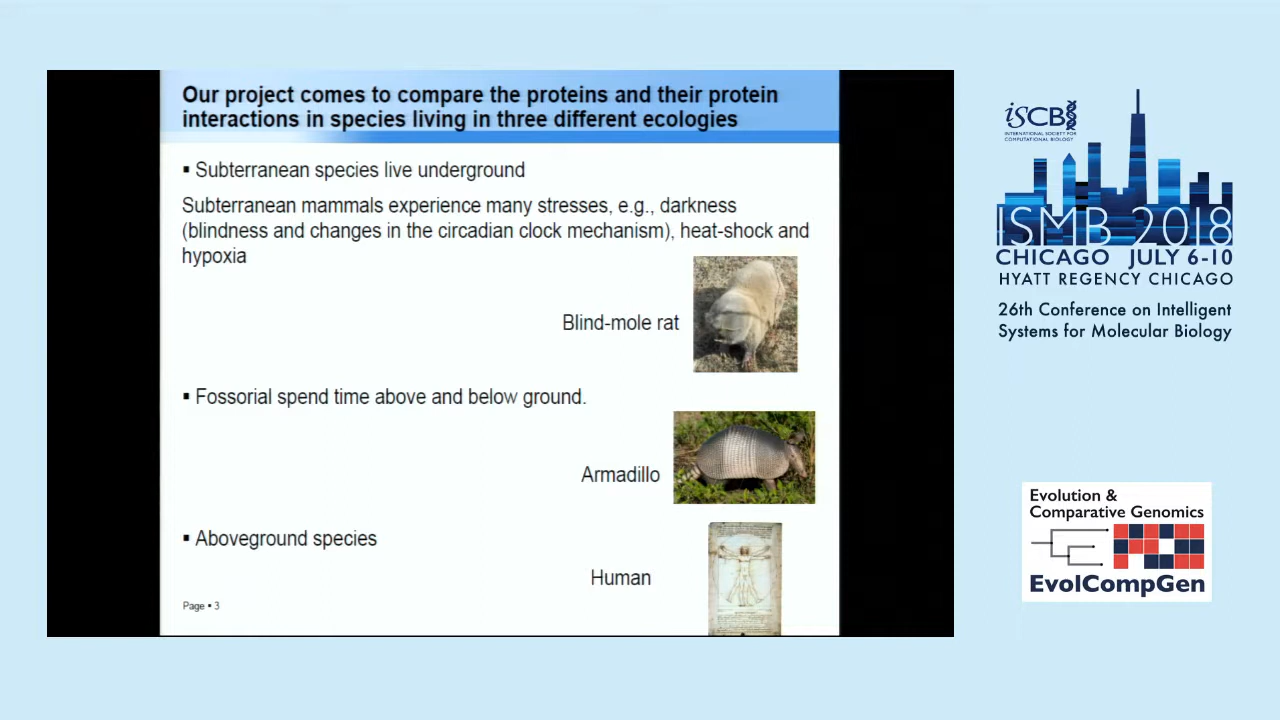 Our project comes to compare the proteins and their protein
interactions in species living in three different ecologies
▪ Subterranean species live underground
Subterranean mammals experience many stresses, e.g., darkness
(blindness and changes in the circadian clock mechanism), heat-shock and
hypoxia
Blind-mole rat
▪ Fossorial spend time above and below ground.
Armadillo
▪ Aboveground species
Human
Page ▪ 3
ISCB
INTERNATIONAL SOCIETY FOR
COMPUTATIONAL BIOLOGY
ISMB 2018
CHICAGO JULY 6-10
HYATT REGENCY CHICAGO
26th Conference on Intelligent
Systems for Molecular Biology
Evolution &
Comparative Genomics
EvolCompGen